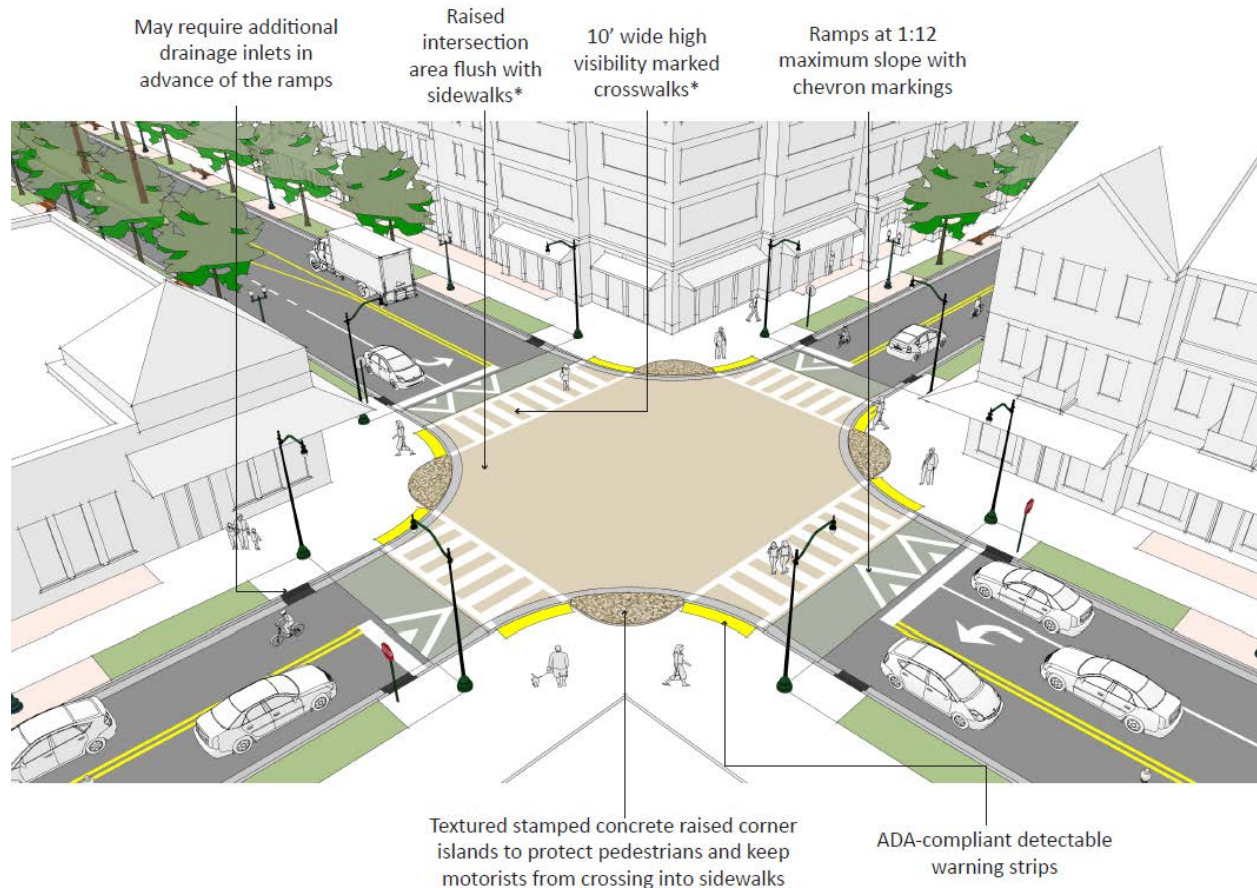 May require additional
drainage inlets in
advance of the ramps
Raised
intersection
area flush with
sidewalks*
10’ wide high
visibility marked
crosswalks*
Ramps at 1:12
maximum slope with
chevron markings
Textured stamped concrete raised corner
islands to protect pedestrians and keep
motorists from crossing into sidewalks
ADA-compliant detectable
warning strips